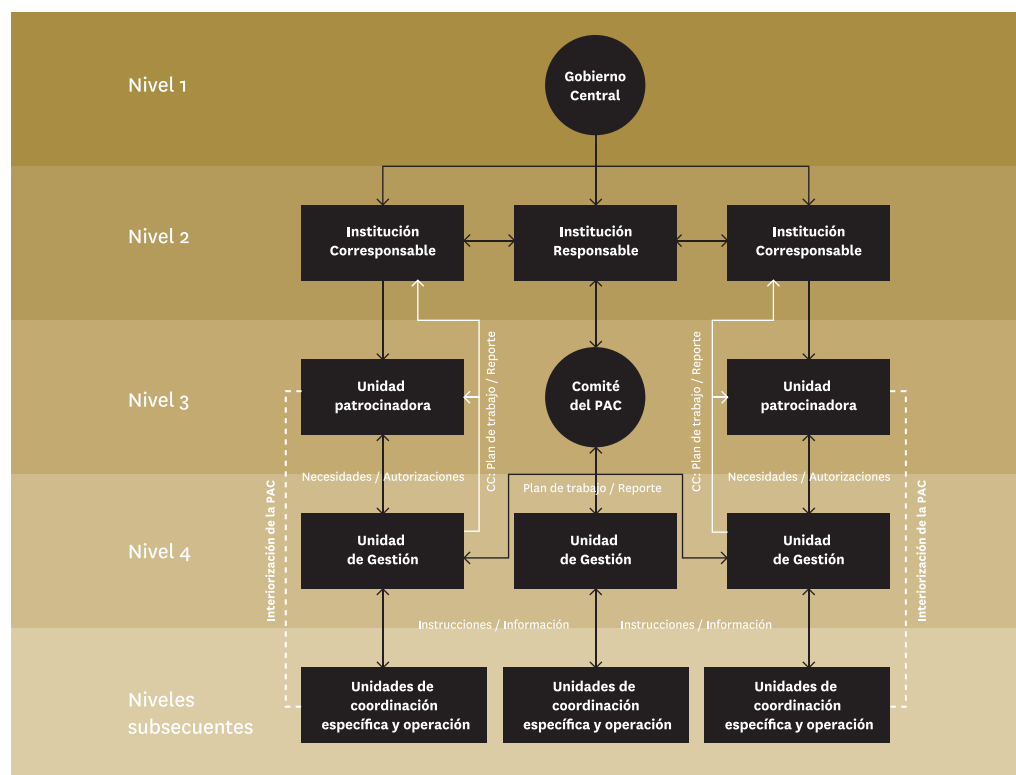 Nivel 1
Gobierno
Central
Nivel 2
Institución
Corresponsable
Institución
Responsable
Institución
Corresponsable
CC: Plan de trabajo / Reporte
CC: Plan de trabajo / Reporte
Nivel 3
Unidad
patrocinadora
Comité
del PAC
Unidad
patrocinadora
Necesidades / Autorizaciones
Plan de trabajo / Reporte
Necesidades / Autorizaciones
Interiorización de la PAC
Interiorización de la PAC
Nivel 4
Unidad
de Gestión
Unidad
de Gestión
Unidad
de Gestión
Instrucciones / Información
Instrucciones / Información
Niveles
subsecuentes
Unidades de
coordinación
específica y operación
Unidades de
coordinación
específica y operación
Unidades de
coordinación
específica y operación